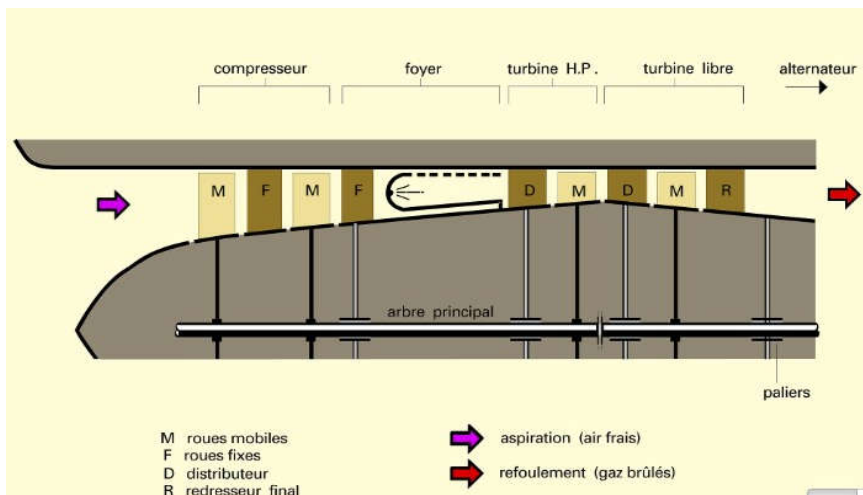 compresseur foyer turbine H.P. turbine libre alternateur
M F M F D M D M R
arbre principal
paliers
M roues mobiles
F roues fixes
D distributeur
R redresseur final
aspiration (air frais)
refoulement (gaz brûlés)